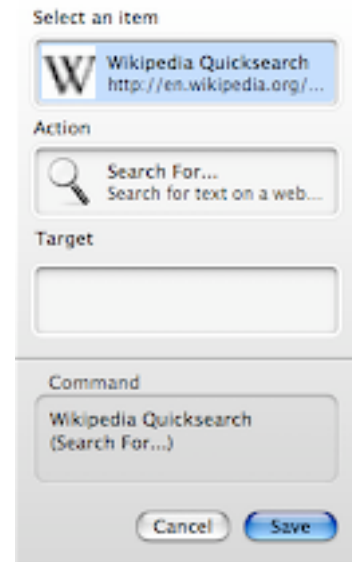 Select an item
W
Wikipedia Quicksearch
http://en.wikipedia.org/...
Action
Search For...
Search for text on a web...
Target
Command
Wikipedia Quicksearch
(Search For...)
Cancel Save